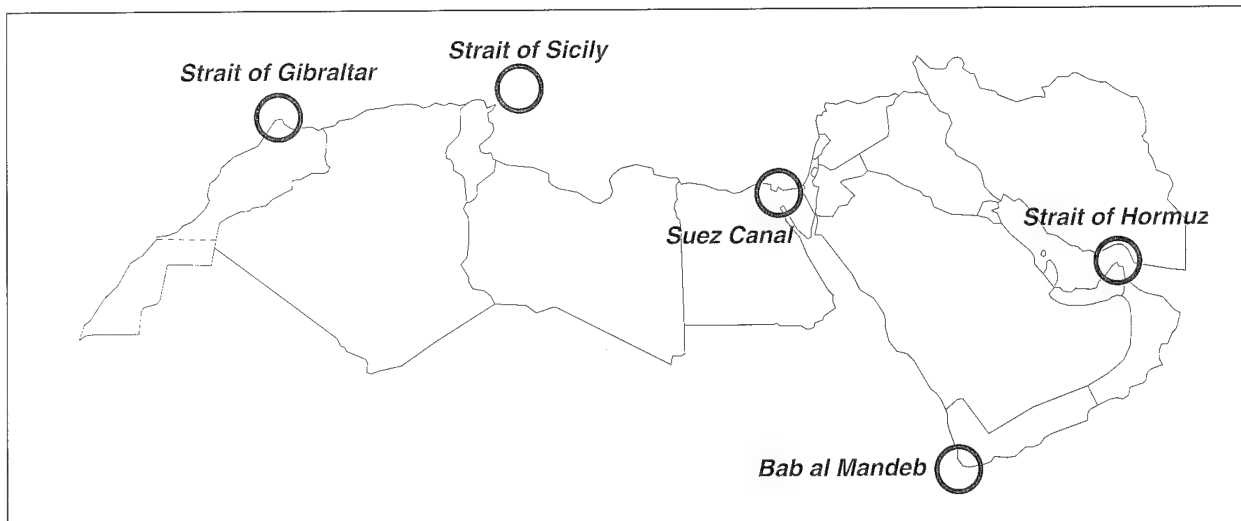 Strait of Sicily
Strait of Gibraltar
Strait of Hormuz
Suez Canal
Bab al Mandeb